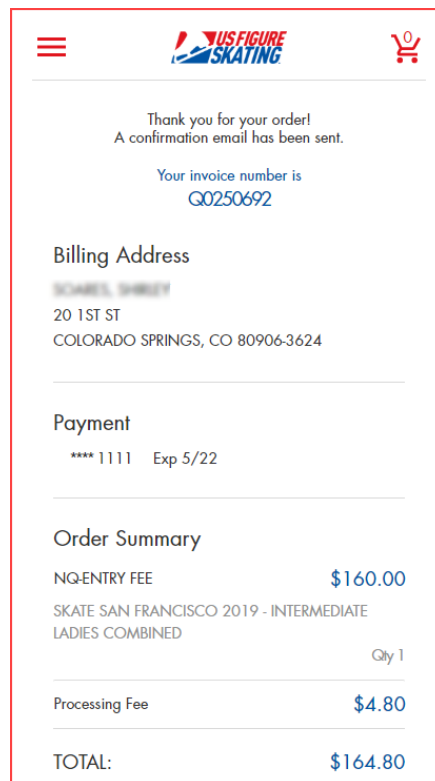 US FIGURE
SKATING
0
Thank you for your order!
A confirmation email has been sent.
Your invoice number is
Q0250692
Billing Address
20 1ST ST
COLORADO SPRINGS, CO 80906-3624
Payment
**** 1111 Exp 5/22
Order Summary
NQ-ENTRY FEE $160.00
SKATE SAN FRANCISCO 2019 - INTERMEDIATE
LADIES COMBINED
Qty 1
Processing Fee $4.80
TOTAL: $164.80